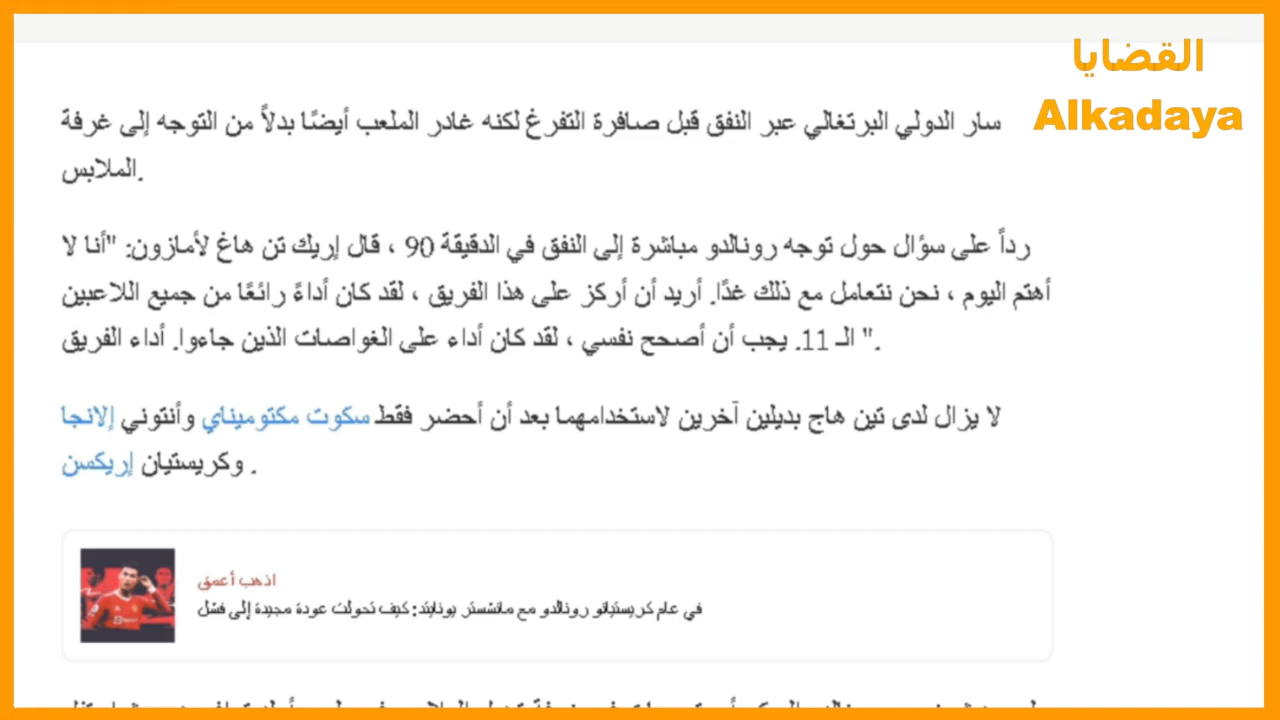 القضايا
Alkadaya
سار الدولي البرتغالي عبر النفق قبل صافرة التفرغ لكنه غادر الملعب أيضًا بدلاً من التوجه إلى غرفة
الملابس.
رداً على سؤال حول توجه رونالدو مباشرة إلى النفق في الدقيقة 90 ، قال إريك تن هاغ لأمازون: "أنا لا
أهتم اليوم ، نحن نتعامل مع ذلك غدًا. أريد أن أركز على هذا الفريق ، لقد كان أداءً رائعًا من جميع اللاعبين
الـ 11. يجب أن أصحح نفسي ، لقد كان أداء على الغواصات الذين جاءوا. أداء الفريق ".
لا يزال لدى تين هاج بديلين آخرين لاستخدامهما بعد أن أحضر فقط سكوت مكتوميناي وأنتوني إلانجا
وكريستيان إريكسن .
اذهب أعمق
في عام كريستيانو رونالدو مع مانشستر يونايتد: كيف تحولت عودة مجيدة إلى فشل